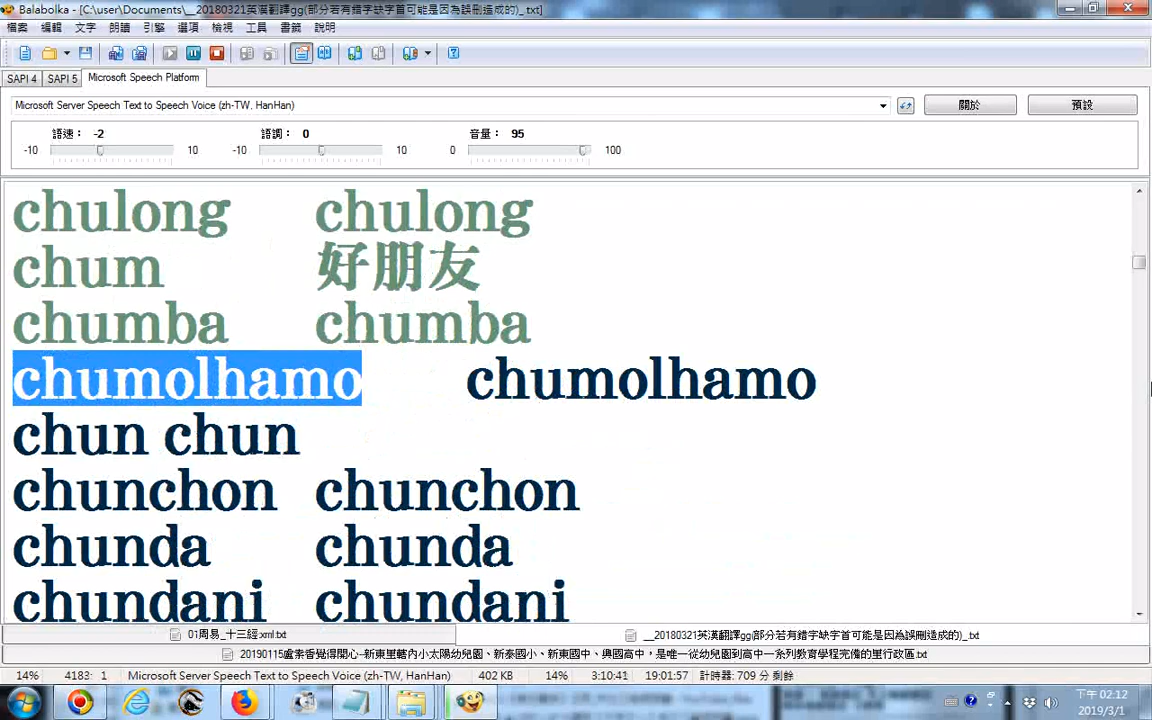 Balabolka - [C:\user\Documents\__20180321英漢翻譯gg(部分若有錯字缺字首可能是因為誤刪造成的)_.txt]
檔案 編輯 文字 朗讀 引擎 選項 檢視 工具 書籤 說明
SAPI 4 SAPI 5 Microsoft Speech Platform
Microsoft Server Speech Text to Speech Voice (zh-TW, HanHan) 關於 預設
語速： -2 語調： 0 音量： 95
-10 10 -10 10 0 100
chulong chulong
chum 好朋友
chumba chumba
chumolhamo chumolhamo
chun chun
chunchon chunchon
chunda chunda
chundani chundani
01周易_十三經.xml.txt __20180321英漢翻譯gg(部分若有錯字缺字首可能是因為誤刪造成的)_.txt
20190115盧素香覺得開心-新東里轄內小太陽幼兒園、新泰國小、新東國中、興國高中，是唯一從幼兒園到高中一系列教育學程完備的里行政區.txt
14% 4183: 1 Microsoft Server Speech Text to Speech Voice (zh-TW, HanHan) 402 KB 14% 3:10:41 19:01:57 計時器: 709 分 剩餘
下午 02:12
2019/3/1